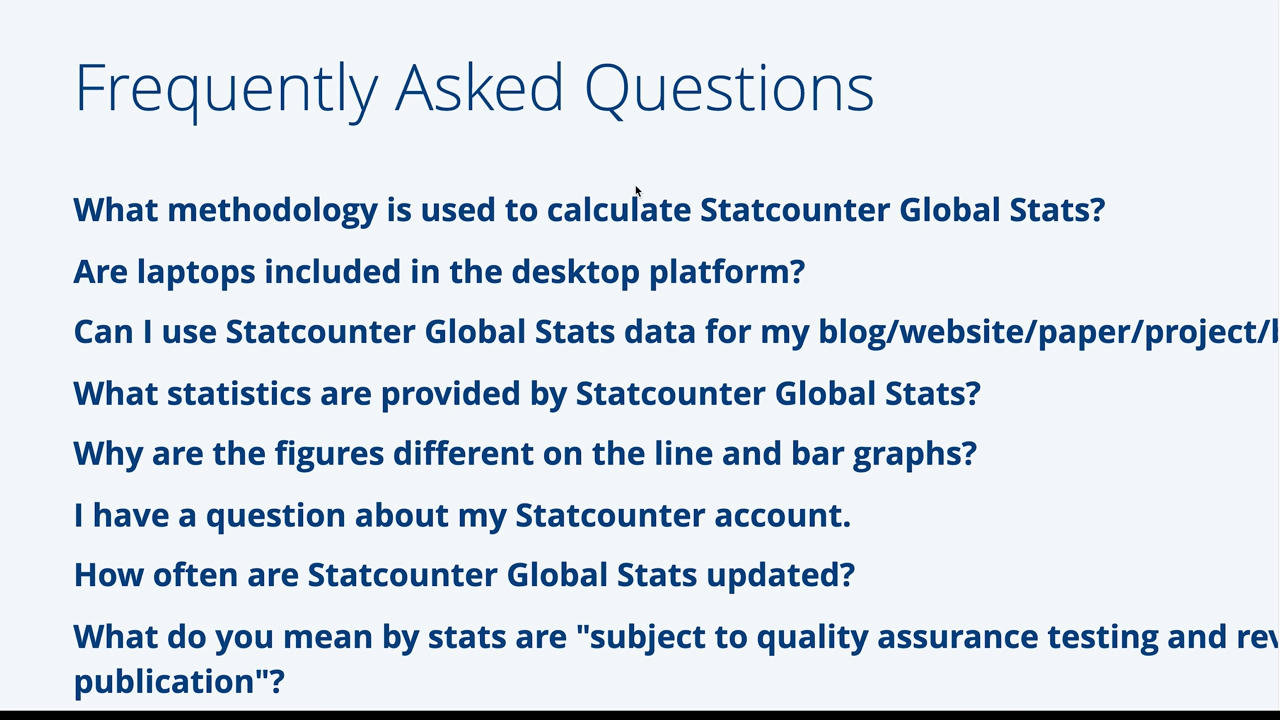 Frequently Asked Questions
What methodology is used to calculate Statcounter Global Stats?
Are laptops included in the desktop platform?
Can I use Statcounter Global Stats data for my blog/website/paper/project/
What statistics are provided by Statcounter Global Stats?
Why are the figures different on the line and bar graphs?
I have a question about my Statcounter account.
How often are Statcounter Global Stats updated?
What do you mean by stats are "subject to quality assurance testing and
publication"?